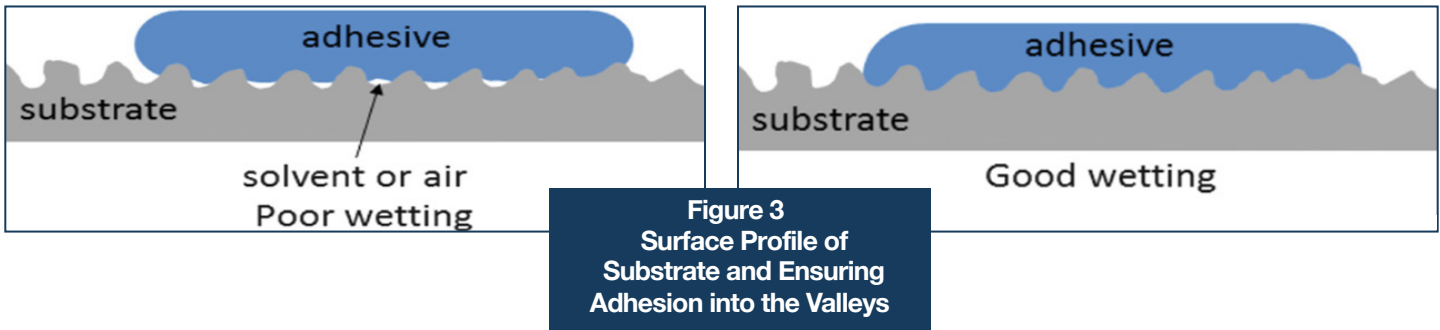 adhesive
substrate
solvent or air
Poor wetting
adhesive
substrate
Good wetting
Figure 3
Surface Profile of
Substrate and Ensuring
Adhesion into the Valleys